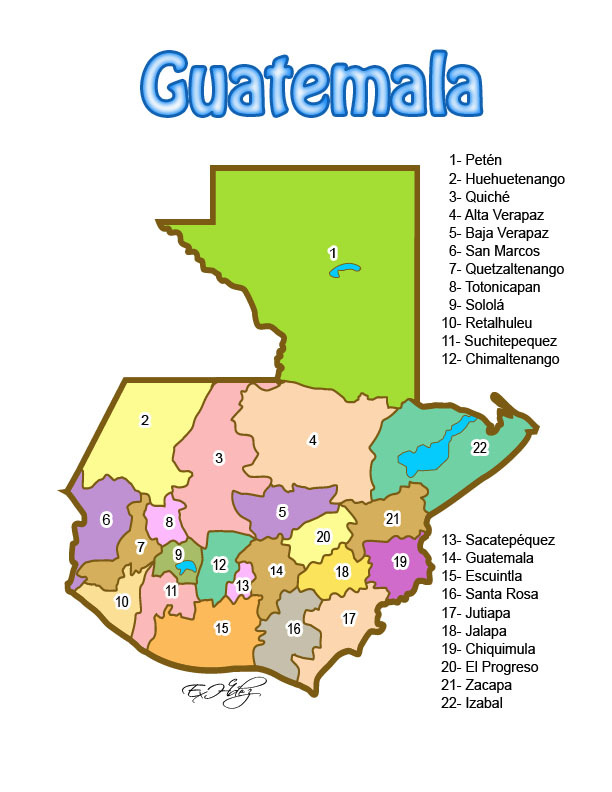 Guatemala
1- Petén
2- Huehuetenango
3- Quiché
4- Alta Verapaz
5- Baja Verapaz
6- San Marcos
7- Quetzaltenango
8- Totonicapan
9- Sololá
10- Retalhuleu
11- Suchitepequez
12- Chimaltenango
1
2
3
4
22
5
6
8
7
21
20
9
12
19
13
14
18
10
11
17
15
16
13- Sacatepéquez
14- Guatemala
15- Escuintla
16- Santa Rosa
17- Jutiapa
18- Jalapa
19- Chiquimula
20- El Progreso
21- Zacapa
22- Izabal